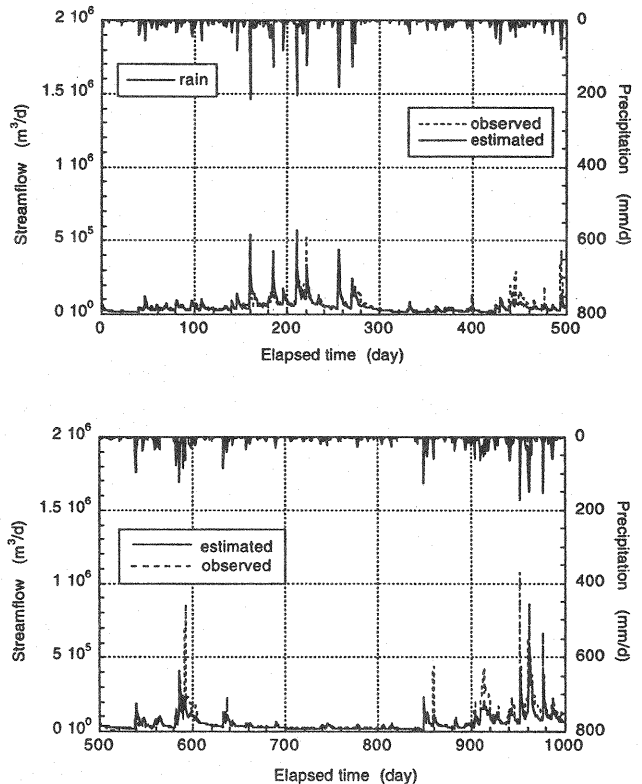 2 10⁶
1.5 10⁶
1 10⁶
5 10⁵
0 10⁰
Streamflow (m³/d)
rain
observed
estimated
0
200
400
600
800
Precipitation (mm/d)
0 100 200 300 400 500
Elapsed time (day)
2 10⁶
1.5 10⁶
1 10⁶
5 10⁵
0 10⁰
Streamflow (m³/d)
estimated
observed
0
200
400
600
800
Precipitation (mm/d)
500 600 700 800 900 1000
Elapsed time (day)